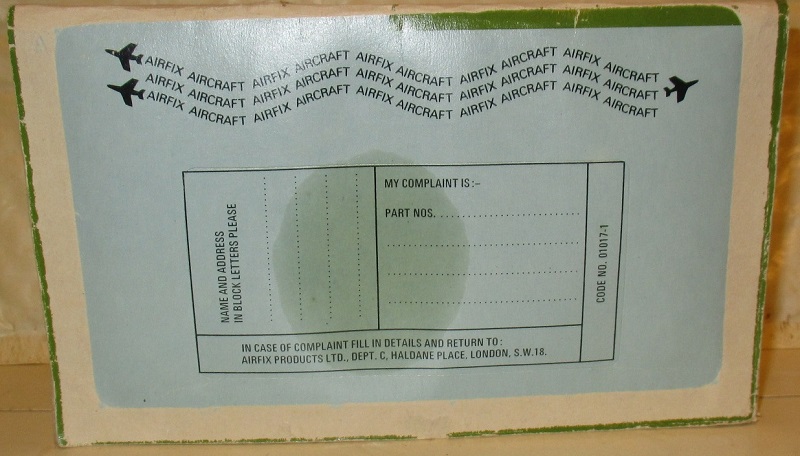 AIRFIX AIRCRAFT AIRFIX AIRCRAFT AIRFIX AIRCRAFT AIRFIX AIRCRAFT AIRFIX AIRCRAFT
AIRFIX AIRCRAFT AIRFIX AIRCRAFT AIRFIX AIRCRAFT AIRFIX AIRCRAFT AIRFIX AIRCRAFT
AIRFIX AIRCRAFT AIRFIX AIRCRAFT AIRFIX AIRCRAFT AIRFIX AIRCRAFT AIRFIX AIRCRAFT
NAME AND ADDRESS
IN BLOCK LETTERS PLEASE
MY COMPLAINT IS:–
PART NOS.
CODE NO. 01017-1
IN CASE OF COMPLAINT FILL IN DETAILS AND RETURN TO:
AIRFIX PRODUCTS LTD., DEPT. C, HALDANE PLACE, LONDON, S.W.18.